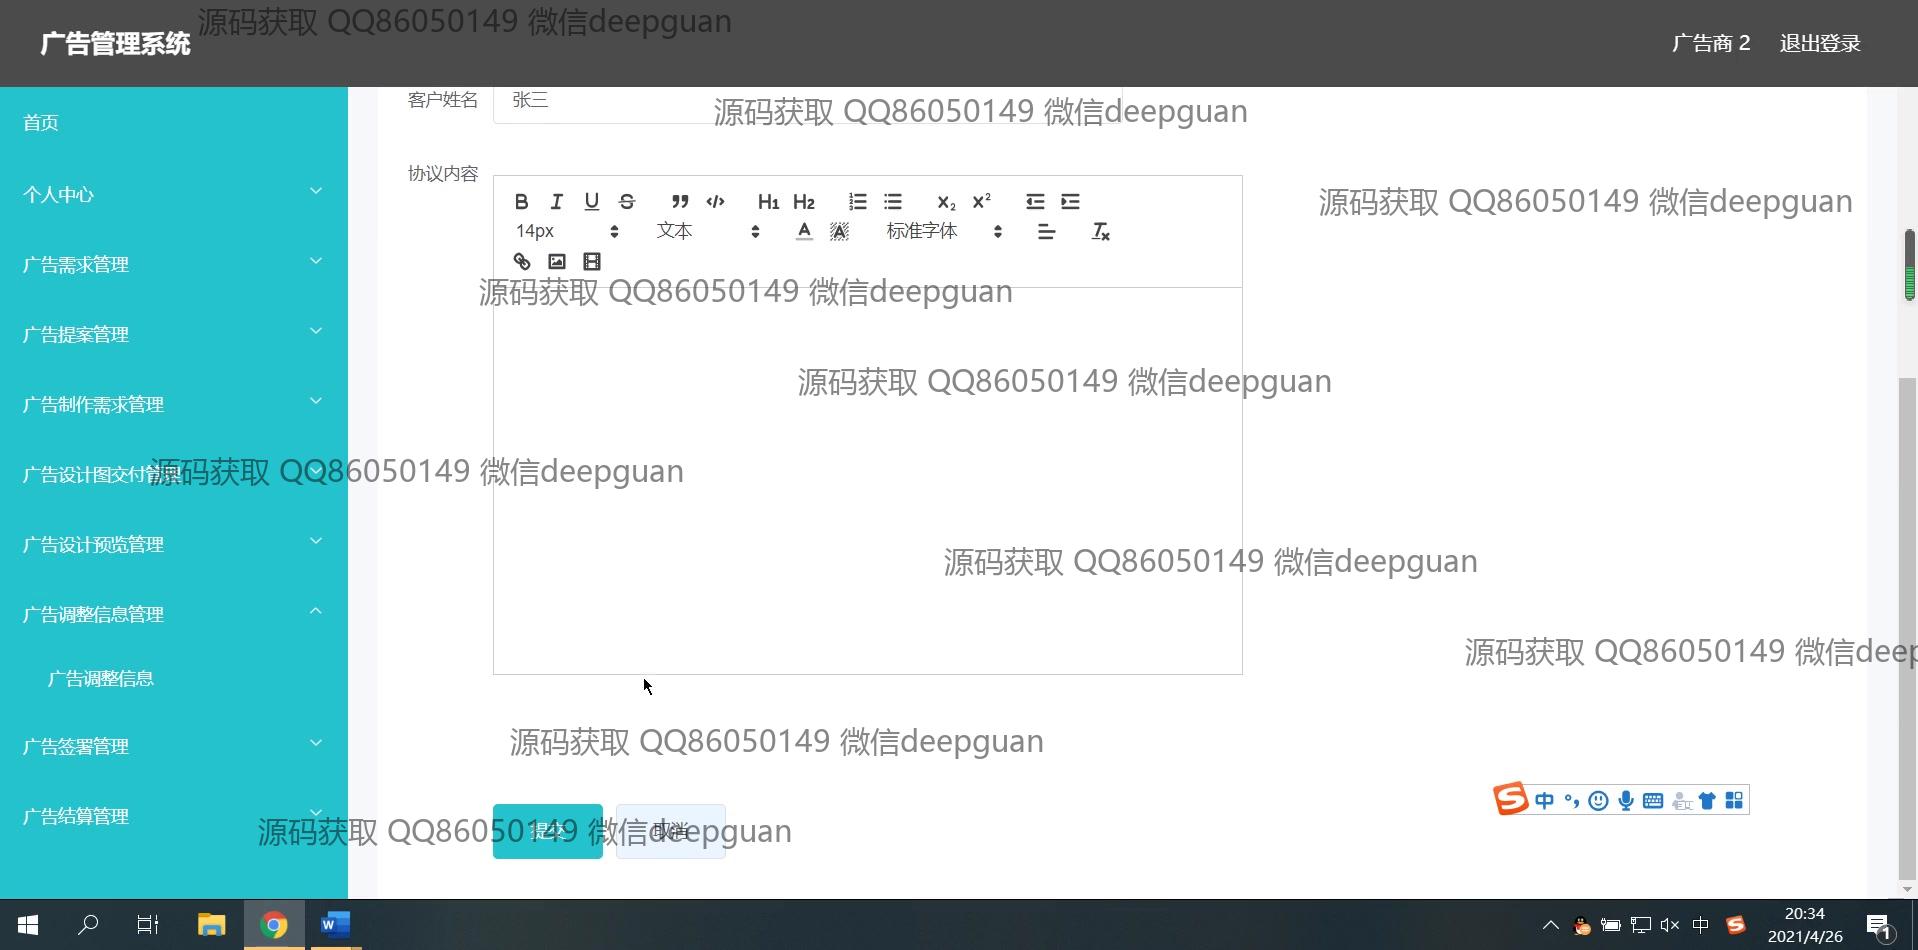 源码获取 QQ86050149 微信deepguan
广告管理系统
广告商 2 退出登录
首页
个人中心
广告需求管理
广告提案管理
广告制作需求管理
广告设计图交付管理
广告设计预览管理
广告调整信息管理
广告调整信息
广告签署管理
广告结算管理
客户姓名 张三
源码获取 QQ86050149 微信deepguan
协议内容
B I U S H1 H2 x₂ x²
源码获取 QQ86050149 微信deepguan
14px 文本 A A 标准字体 Tx
源码获取 QQ86050149 微信deepguan
源码获取 QQ86050149 微信deepguan
源码获取 QQ86050149 微信deepguan
源码获取 QQ86050149 微信deepguan
源码获取 QQ86050149 微信deep
源码获取 QQ86050149 微信deepguan
S 中
源码获取 QQ86050149 微信deepguan
提交 取消
W 中 S
20:34
2021/4/26
1